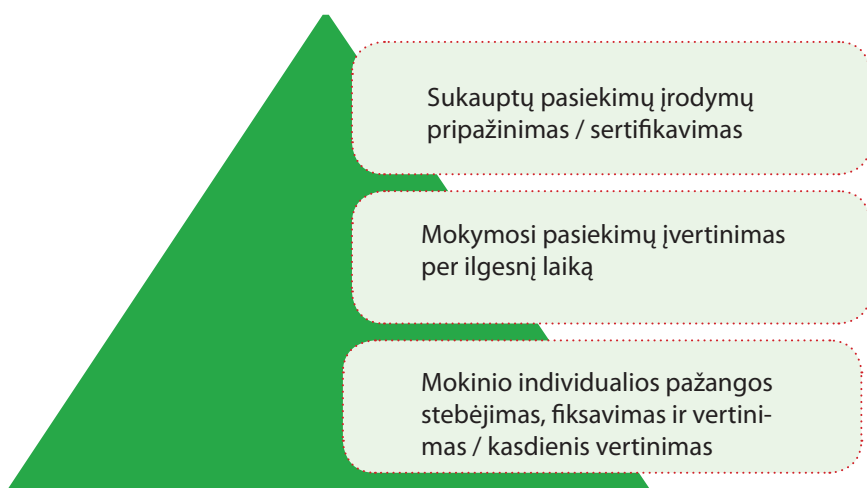 Sukauptų pasiekimų įrodymų
pripažinimas / sertifikavimas
Mokymosi pasiekimų įvertinimas
per ilgesnį laiką
Mokinio individualios pažangos
stebėjimas, fiksavimas ir vertini-
mas / kasdienis vertinimas